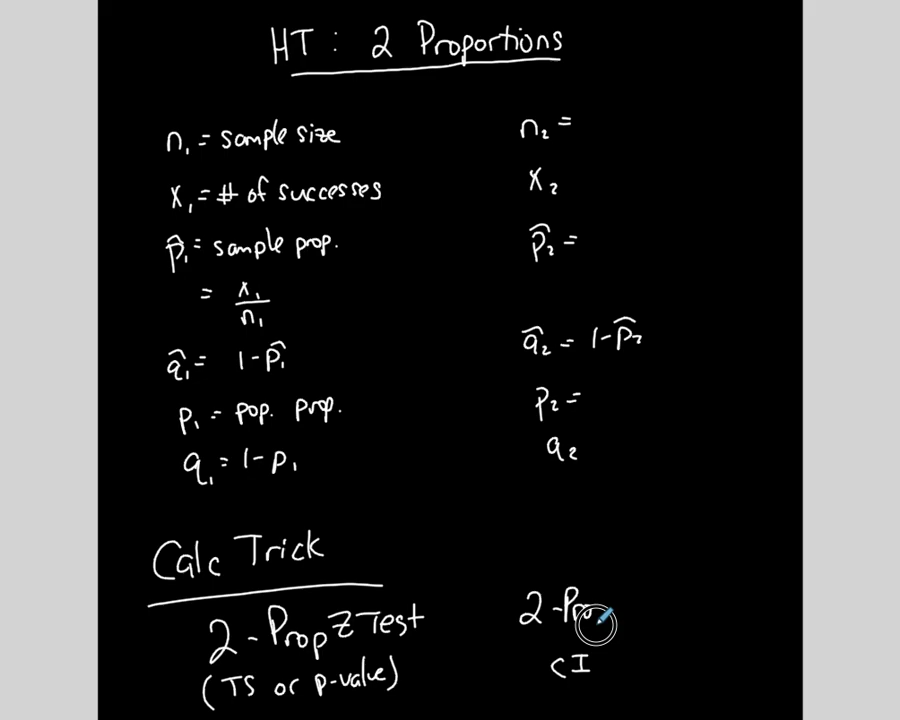 HT : 2 Proportions
n₁ = sample size
x₁ = # of successes
p̂₁ = sample prop.
= x₁/n₁
q̂₁ = 1-p̂₁
p₁ = pop. prop.
q₁ = 1-p₁
n₂ =
x₂
p̂₂ =
q̂₂ = 1-p̂₂
p₂ =
q₂
Calc Trick
2-PropZTest
(TS or p-value)
2-Pro
CI